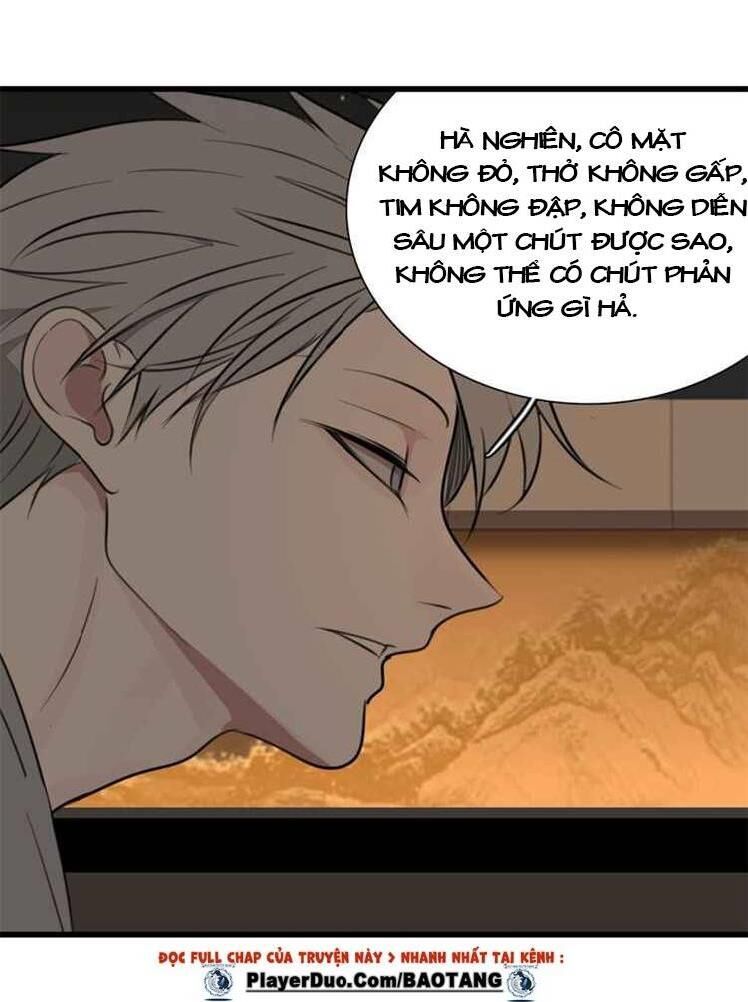 HÀ NGHIÊN, CÔ MẶT
KHÔNG ĐỎ, THỞ KHÔNG GẤP,
TIM KHÔNG ĐẬP, KHÔNG DIỄN
SÂU MỘT CHÚT ĐƯỢC SAO,
KHÔNG THỂ CÓ CHÚT PHẢN
ỨNG GÌ HẢ.
ĐỌC FULL CHAP CỦA TRUYỆN NÀY > NHANH NHẤT TẠI KÊNH :
PLAYERDUO.COM/BAOTANG